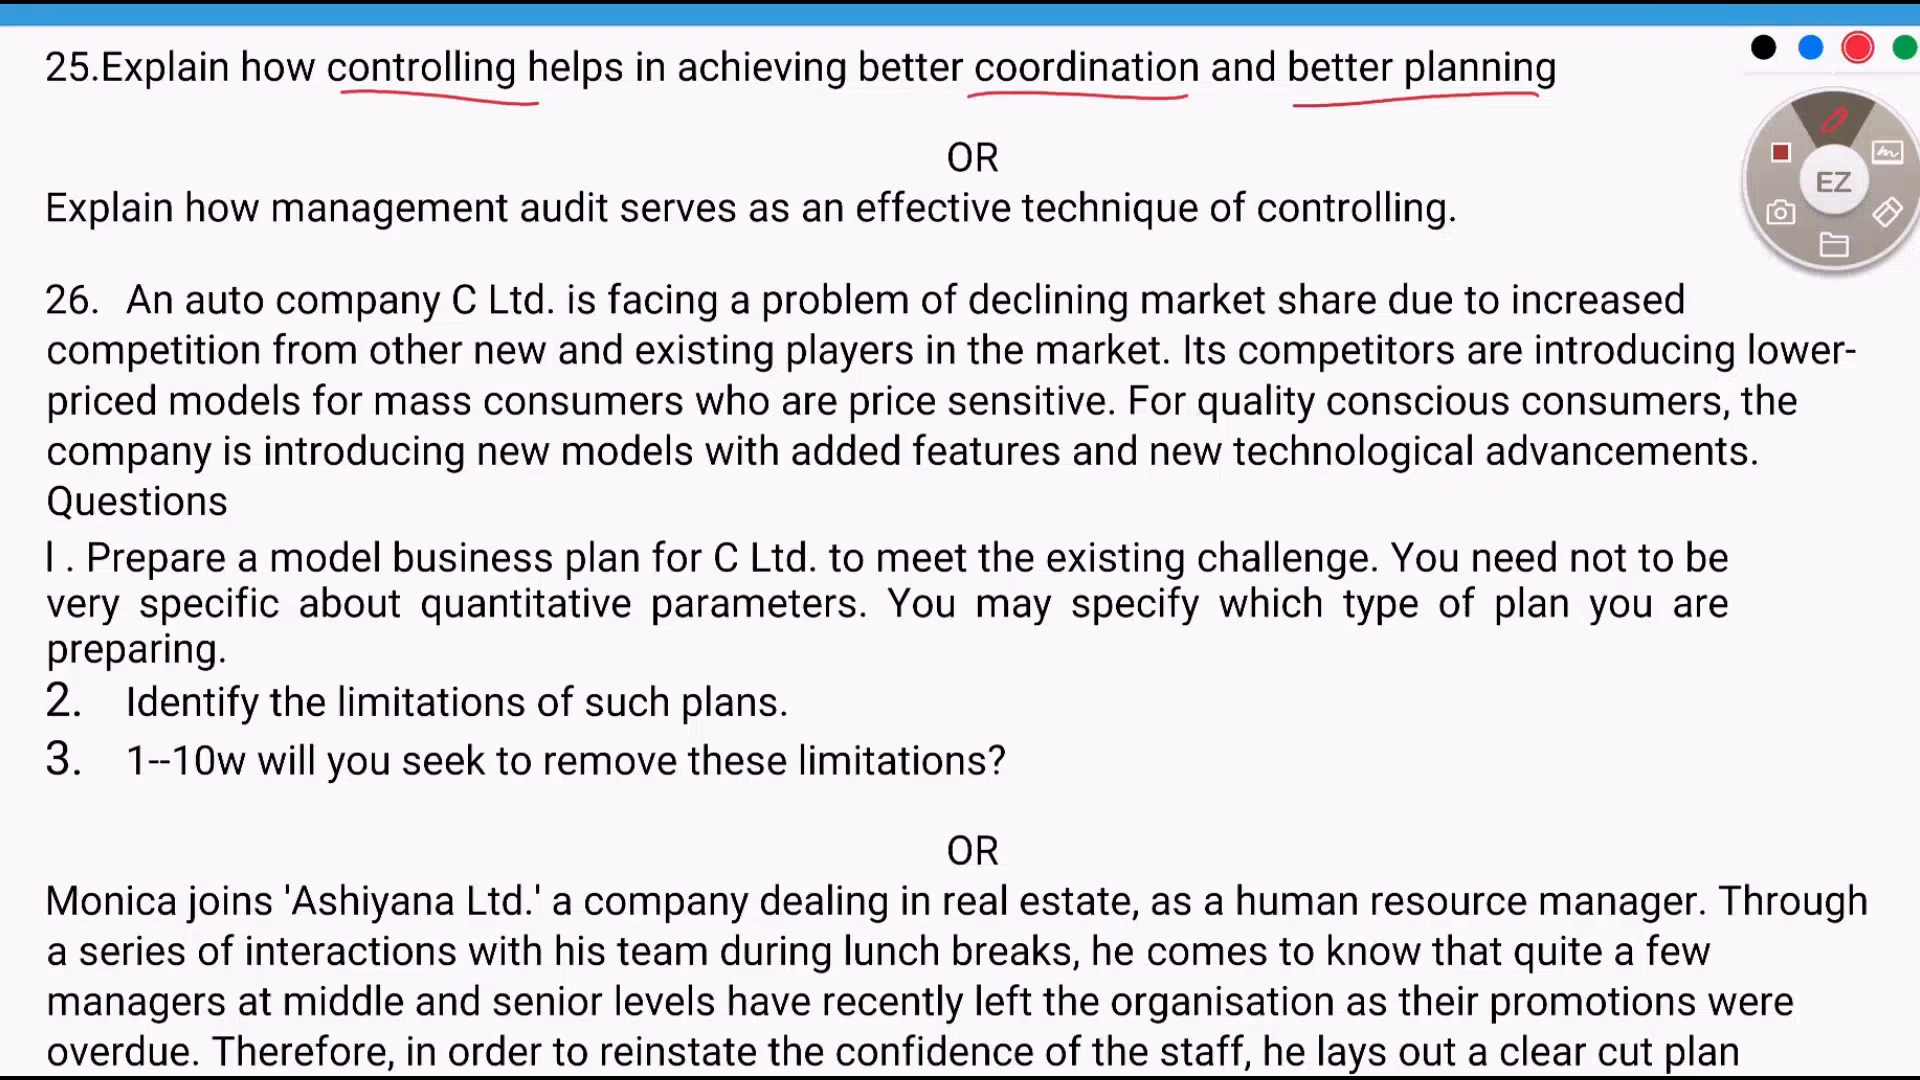 25.Explain how controlling helps in achieving better coordination and better planning
OR
Explain how management audit serves as an effective technique of controlling.
EZ
26. An auto company C Ltd. is facing a problem of declining market share due to increased
competition from other new and existing players in the market. Its competitors are introducing lower-
priced models for mass consumers who are price sensitive. For quality conscious consumers, the
company is introducing new models with added features and new technological advancements.
Questions
l . Prepare a model business plan for C Ltd. to meet the existing challenge. You need not to be
very specific about quantitative parameters. You may specify which type of plan you are
preparing.
2. Identify the limitations of such plans.
3. 1--10w will you seek to remove these limitations?
OR
Monica joins 'Ashiyana Ltd.' a company dealing in real estate, as a human resource manager. Through
a series of interactions with his team during lunch breaks, he comes to know that quite a few
managers at middle and senior levels have recently left the organisation as their promotions were
overdue. Therefore, in order to reinstate the confidence of the staff, he lays out a clear cut plan